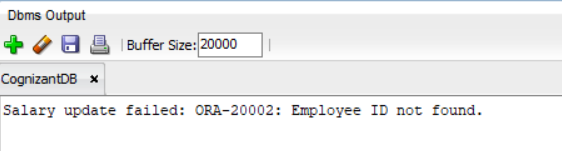 Dbms Output
Buffer Size: 20000
CognizantDB
Salary update failed: ORA-20002: Employee ID not found.